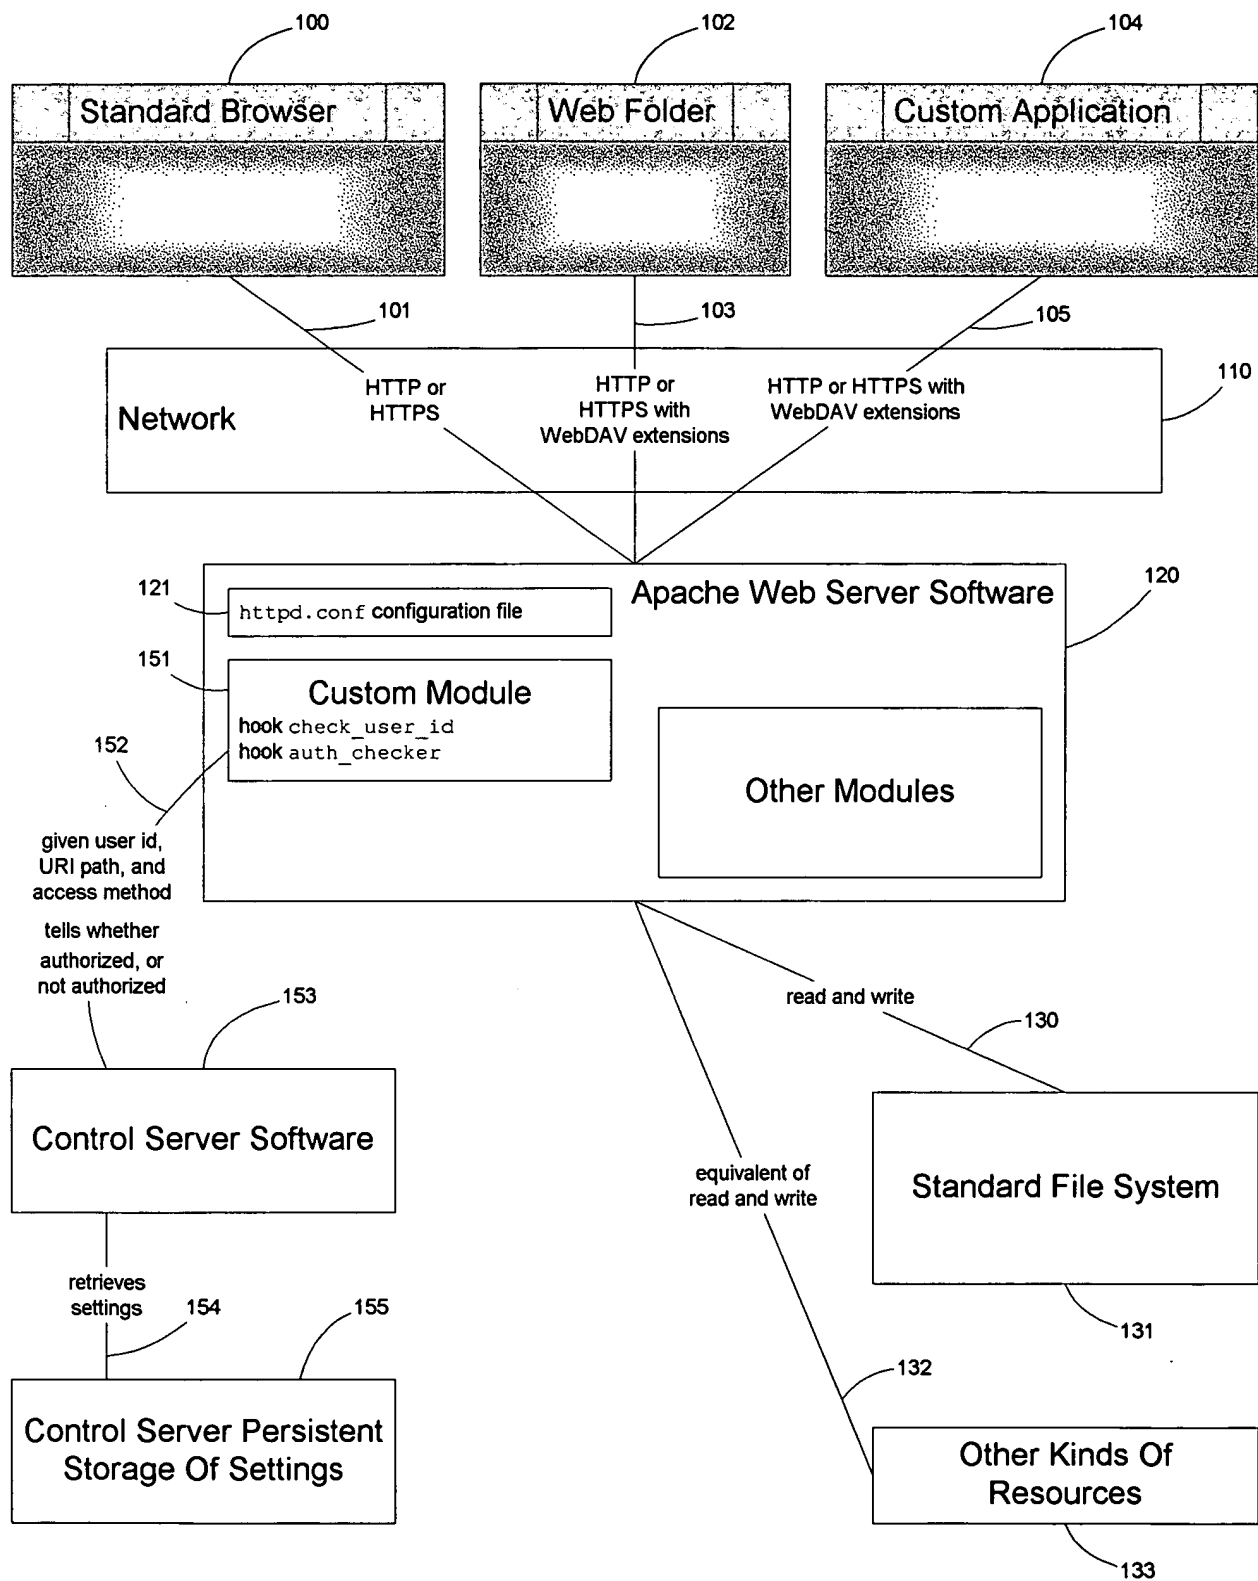 100
102
104
Standard Browser
Web Folder
Custom Application
101
103
105
110
Network
HTTP or
HTTPS
HTTP or
HTTPS with
WebDAV extensions
HTTP or HTTPS with
WebDAV extensions
120
121
httpd.conf configuration file
Apache Web Server Software
151
Custom Module
hook check_user_id
hook auth_checker
Other Modules
152
given user id,
URI path, and
access method
tells whether
authorized, or
not authorized
153
read and write
130
Control Server Software
equivalent of
read and write
Standard File System
retrieves
settings
154
155
131
132
Control Server Persistent
Storage Of Settings
Other Kinds Of
Resources
133